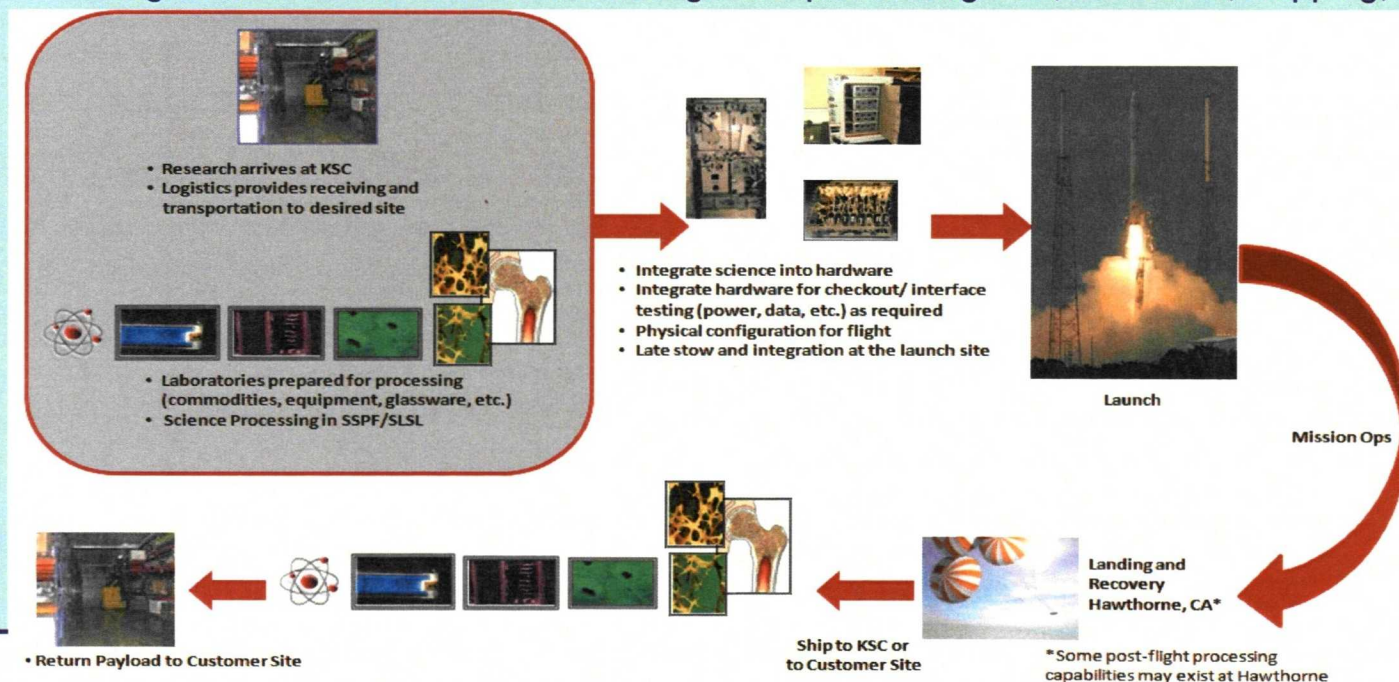 • Research arrives at KSC
• Logistics provides receiving and
transportation to desired site
• Laboratories prepared for processing
(commodities, equipment, glassware, etc.)
• Science Processing in SSPF/SLSL
• Integrate science into hardware
• Integrate hardware for checkout/ interface
testing (power, data, etc.) as required
• Physical configuration for flight
• Late stow and integration at the launch site
Launch
Mission Ops
Landing and
Recovery
Hawthorne, CA*
*Some post-flight processing
capabilities may exist at Hawthorne
Ship to KSC or
to Customer Site
• Return Payload to Customer Site